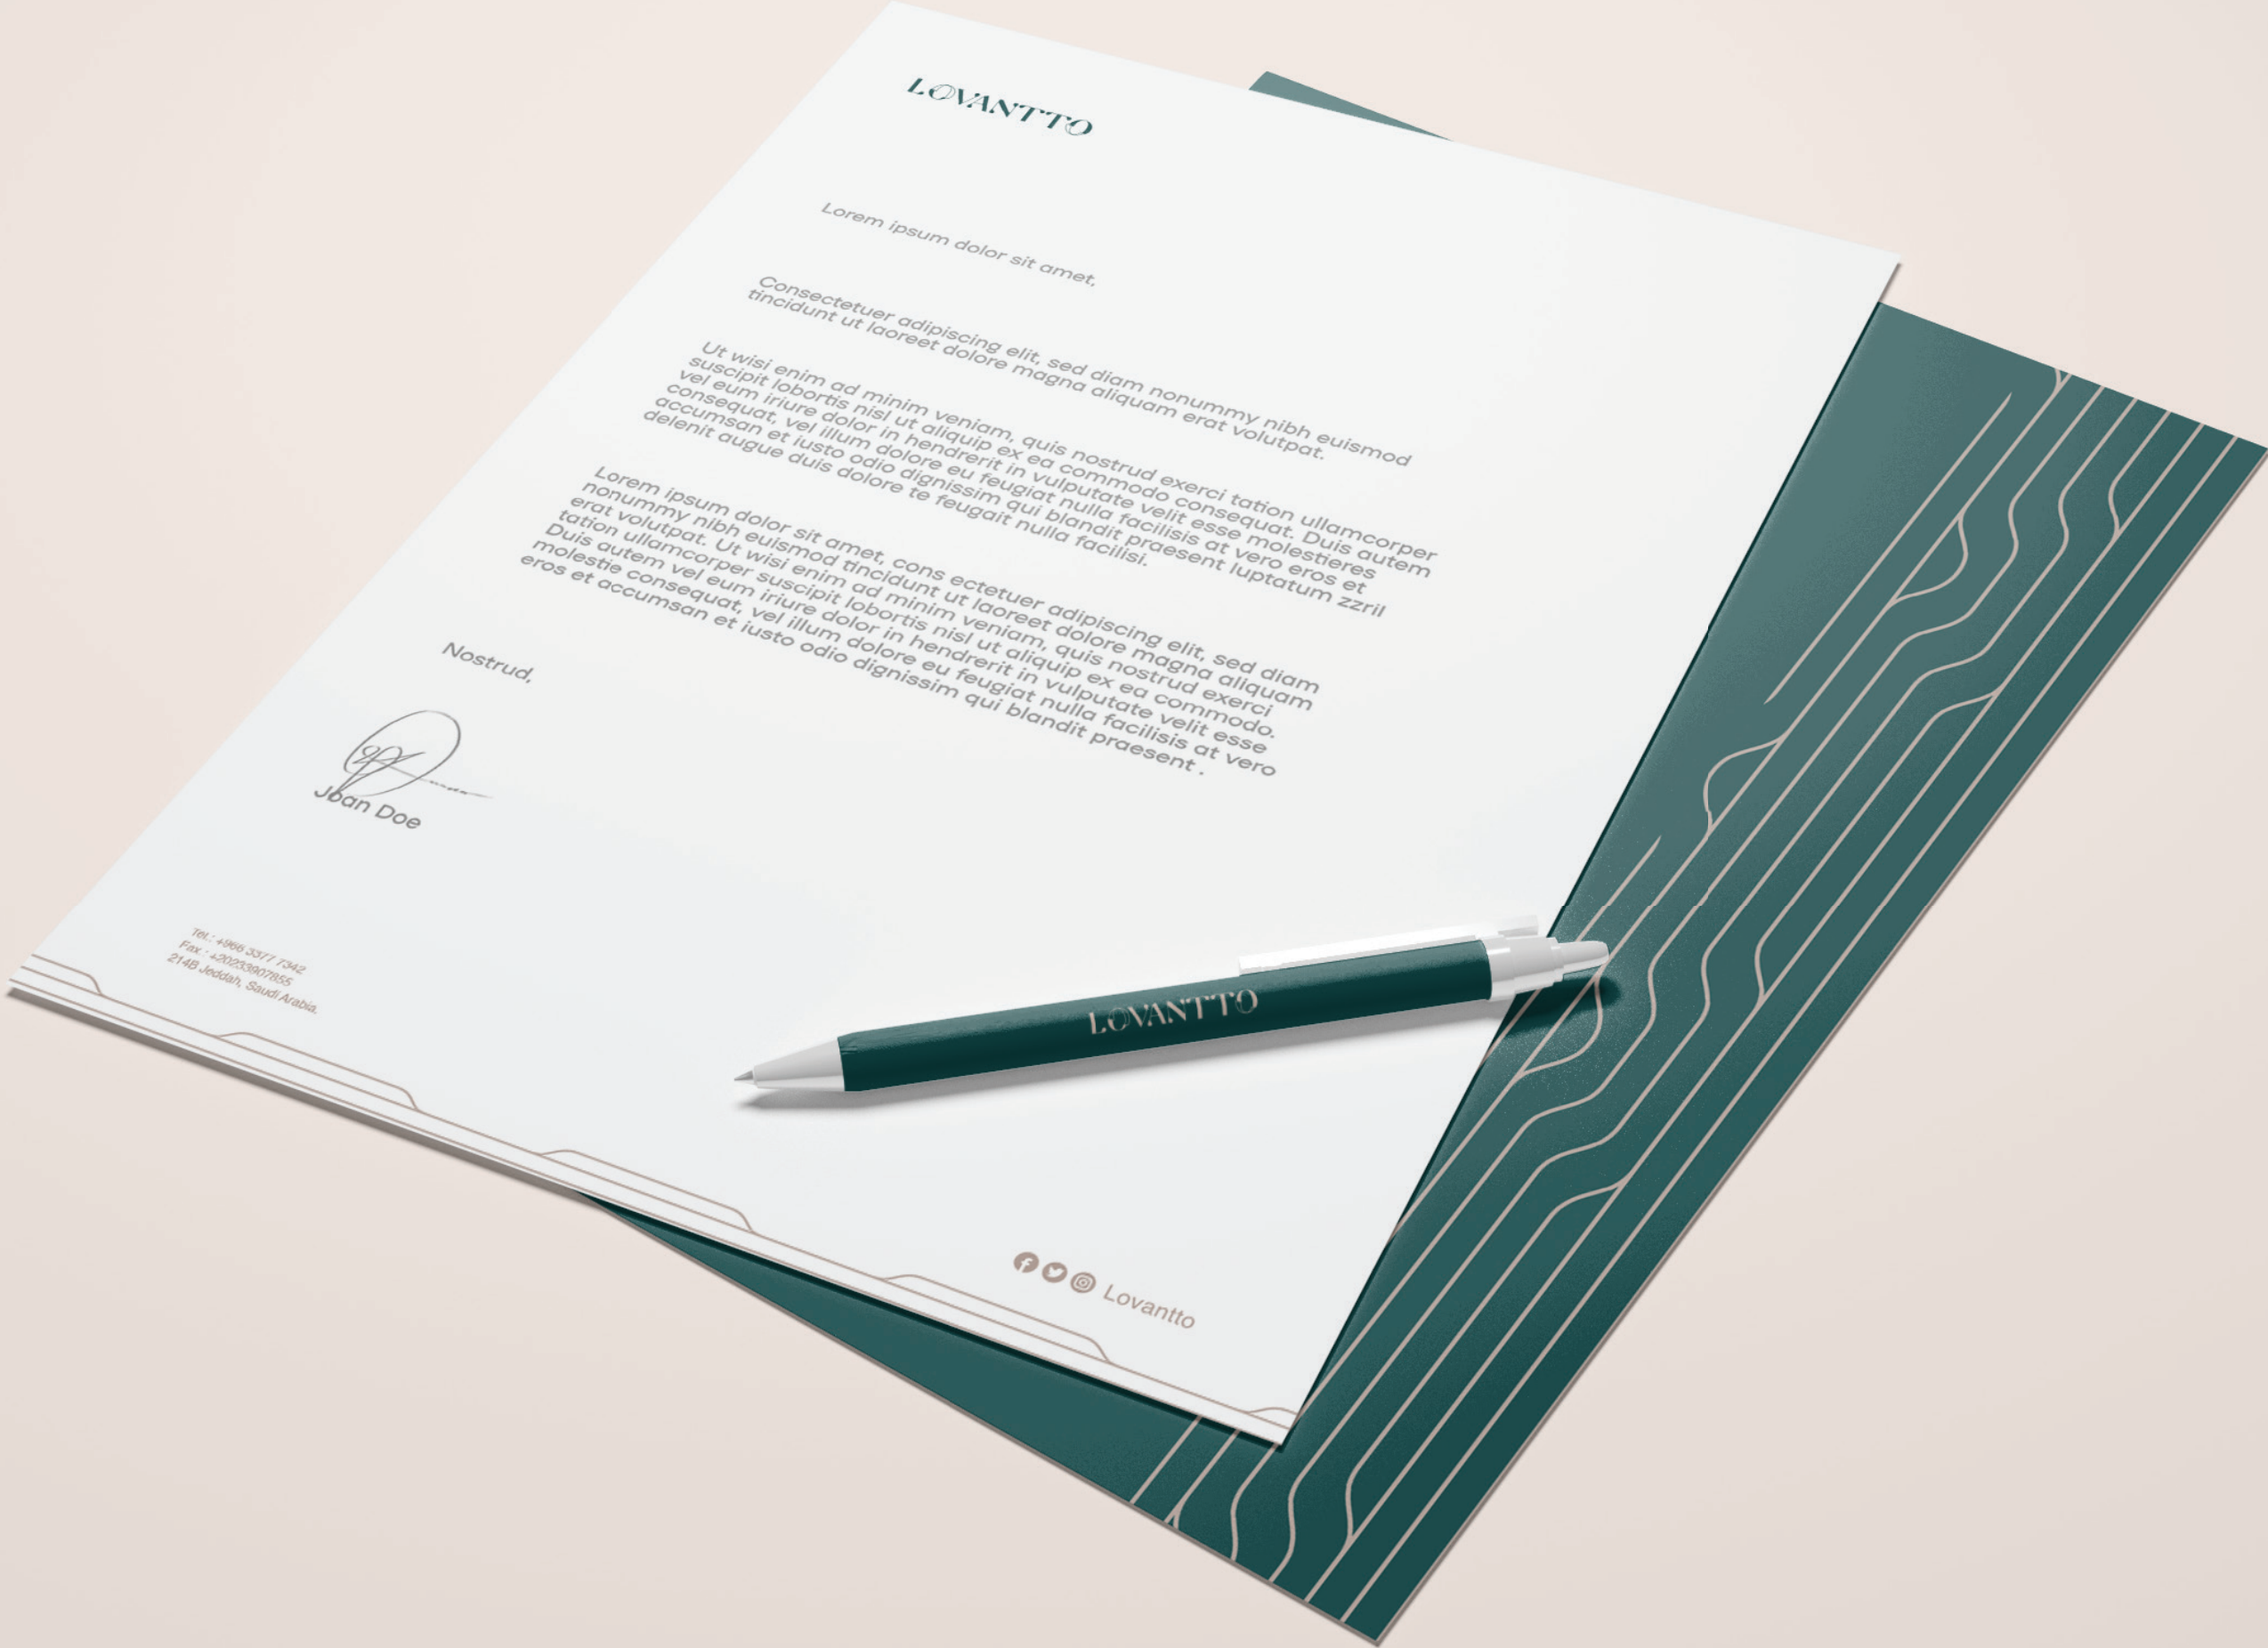 LOVANTTO
Lorem ipsum dolor sit amet,
Consectetuer adipiscing elit, sed diam nonummy nibh euismod
tincidunt ut laoreet dolore magna aliquam erat volutpat.
Ut wisi enim ad minim veniam, quis nostrud exerci tation ullamcorper
suscipit lobortis nisl ut aliquip ex ea commodo consequat. Duis autem
vel eum iriure dolor in hendrerit in vulputate velit esse molestieres
consequat, vel illum dolore eu feugiat nulla facilisis at vero eros et
accumsan et iusto odio dignissim qui blandit praesent luptatum zzril
delenit augue duis dolore te feugait nulla facilisi.
Lorem ipsum dolor sit amet, cons ectetuer adipiscing elit, sed diam
nonummy nibh euismod tincidunt ut laoreet dolore magna aliquam
erat volutpat. Ut wisi enim ad minim veniam, quis nostrud exerci
tation ullamcorper suscipit lobortis nisl ut aliquip ex ea commodo.
Duis autem vel eum iriure dolor in hendrerit in vulputate velit esse
molestie consequat, vel illum dolore eu feugiat nulla facilisis at vero
eros et accumsan et iusto odio dignissim qui blandit praesent .
Nostrud,
Joan Doe
Tel.: +966 3377 7342
Fax.: +20233907855
214B Jeddah, Saudi Arabia.
Lovantto
LOVANTTO